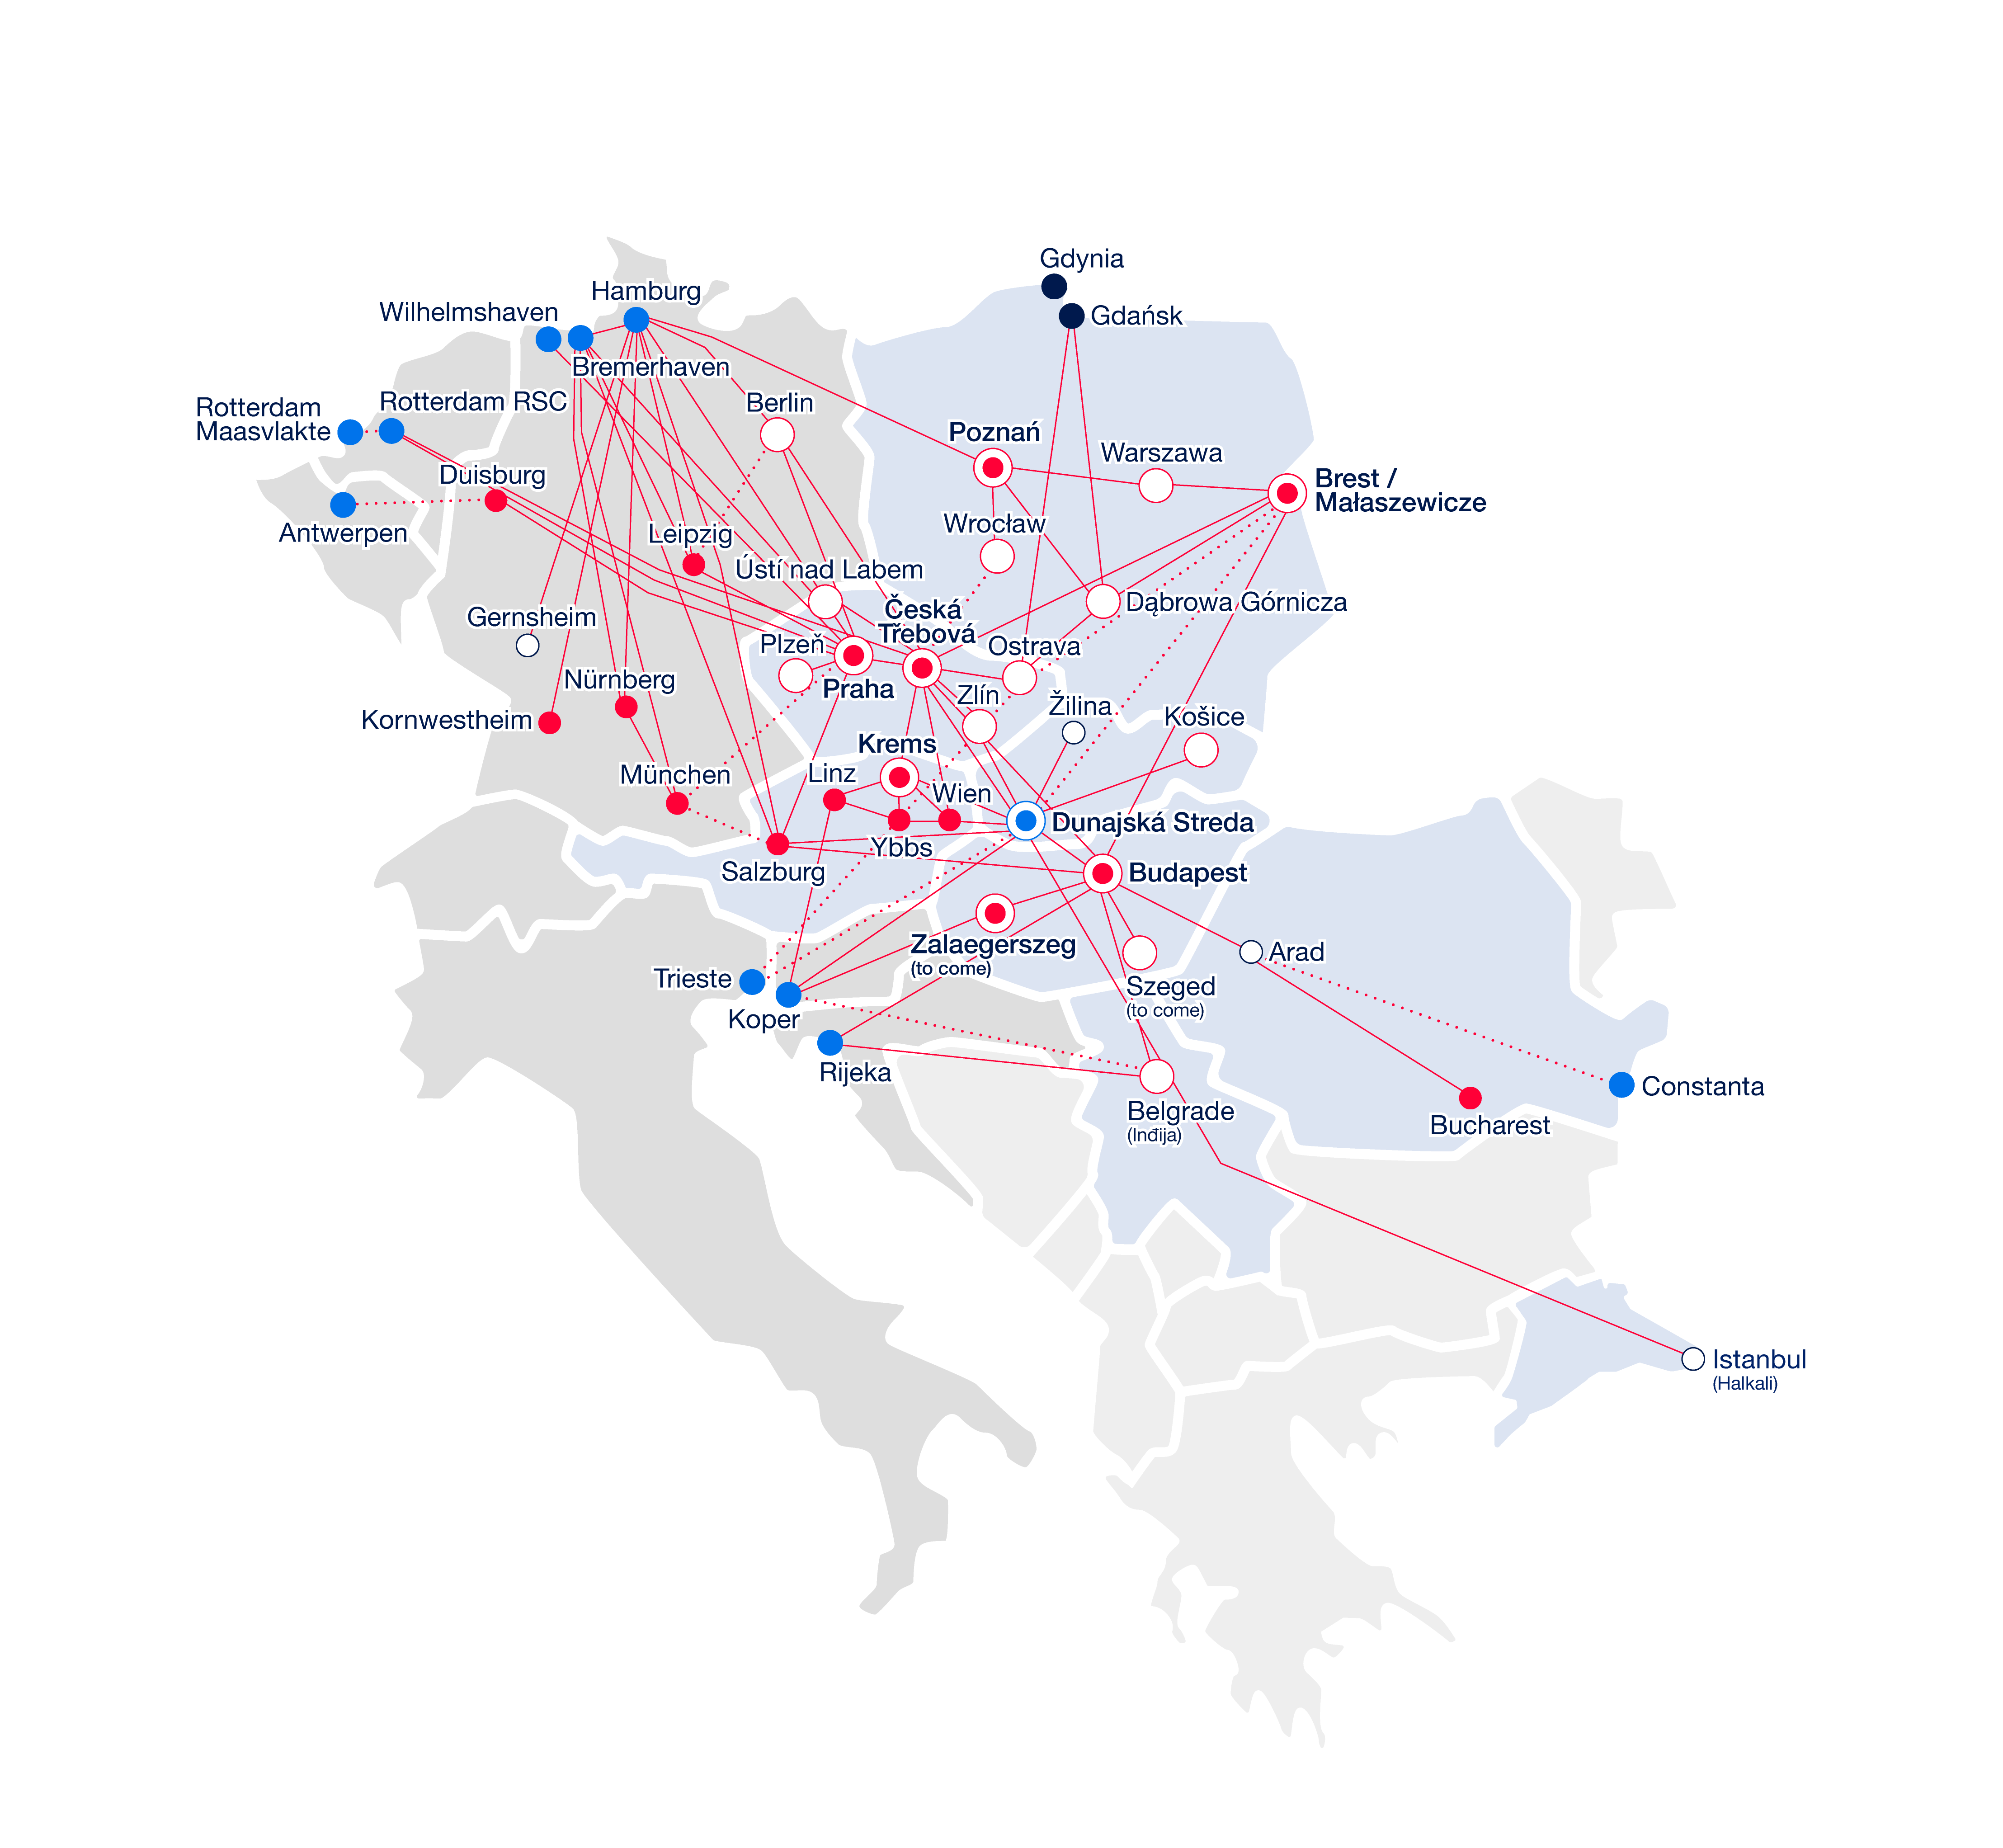 Gdynia
Hamburg
Wilhelmshaven
Gdańsk
Bremerhaven
Rotterdam RSC
Berlin
Rotterdam
Maasvlakte
Poznań
Warszawa
Duisburg
Brest /
Małaszewicze
Antwerpen
Leipzig
Wrocław
Ústí nad Labem
Česká
Třebová
Dąbrowa Górnicza
Gernsheim
Plzeň
Ostrava
Nürnberg
Praha
Zlín
Žilina
Košice
Kornwestheim
Krems
München
Linz
Wien
Dunajská Streda
Ybbs
Salzburg
Budapest
Zalaegerszeg
(to come)
Arad
Trieste
Szeged
(to come)
Koper
Rijeka
Constanta
Belgrade
(Inđija)
Bucharest
Istanbul
(Halkali)